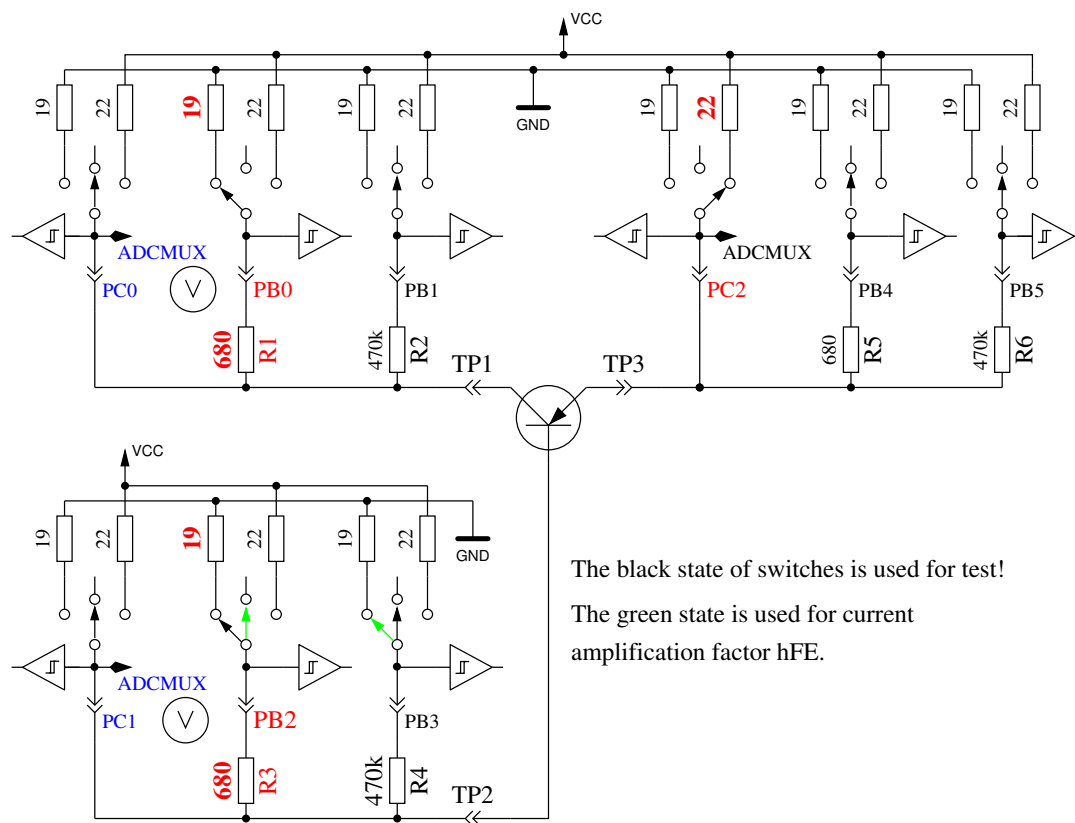 VCC
19
22
19
22
19
22
GND
19
22
19
22
19
22
ADCMUX
PC0
V
PB0
PB1
ADCMUX
PC2
PB4
PB5
680
R1
470k
R2
TP1
TP3
680
R5
470k
R6
VCC
19
22
19
22
19
22
GND
The black state of switches is used for test!
The green state is used for current
amplification factor hFE.
ADCMUX
PC1
V
PB2
PB3
680
R3
470k
R4
TP2